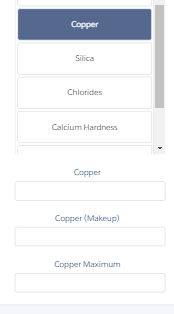 Copper
Silica
Chlorides
Calcium Hardness
Copper
Copper (Makeup)
Copper Maximum